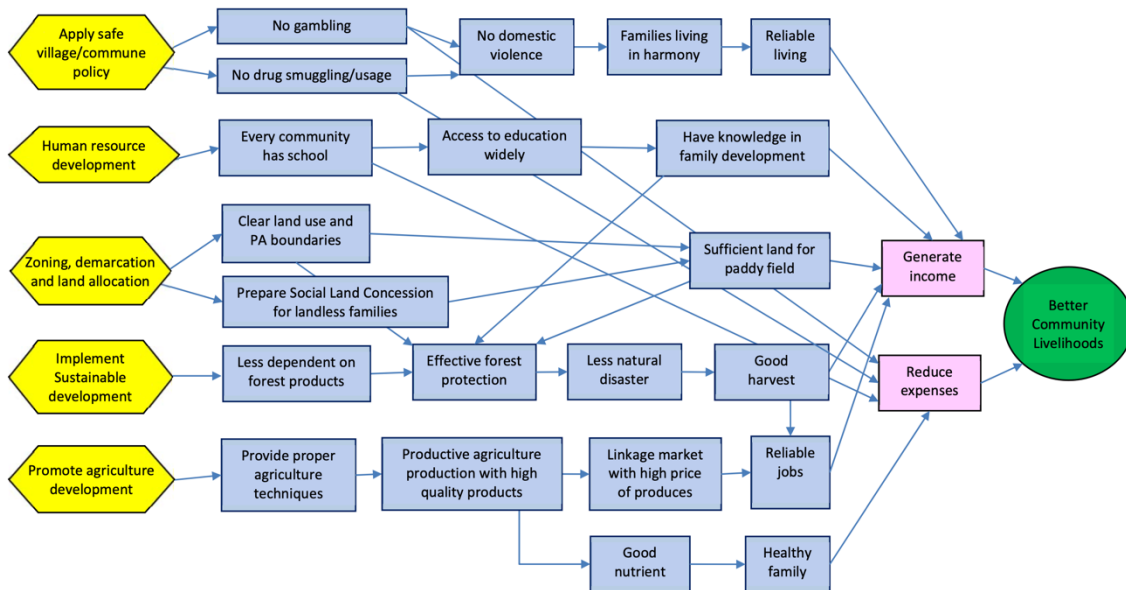 Apply safe
village/commune
policy
No gambling
No drug smuggling/usage
No domestic
violence
Families living
in harmony
Reliable
living
Human resource
development
Every community
has school
Access to education
widely
Have knowledge in
family development
Zoning, demarcation
and land allocation
Clear land use and
PA boundaries
Prepare Social Land Concession
for landless families
Sufficient land for
paddy field
Generate
income
Better
Community
Livelihoods
Implement
Sustainable
development
Less dependent on
forest products
Effective forest
protection
Less natural
disaster
Good
harvest
Reduce
expenses
Promote agriculture
development
Provide proper
agriculture
techniques
Productive agriculture
production with high
quality products
Linkage market
with high price
of produces
Reliable
jobs
Good
nutrient
Healthy
family